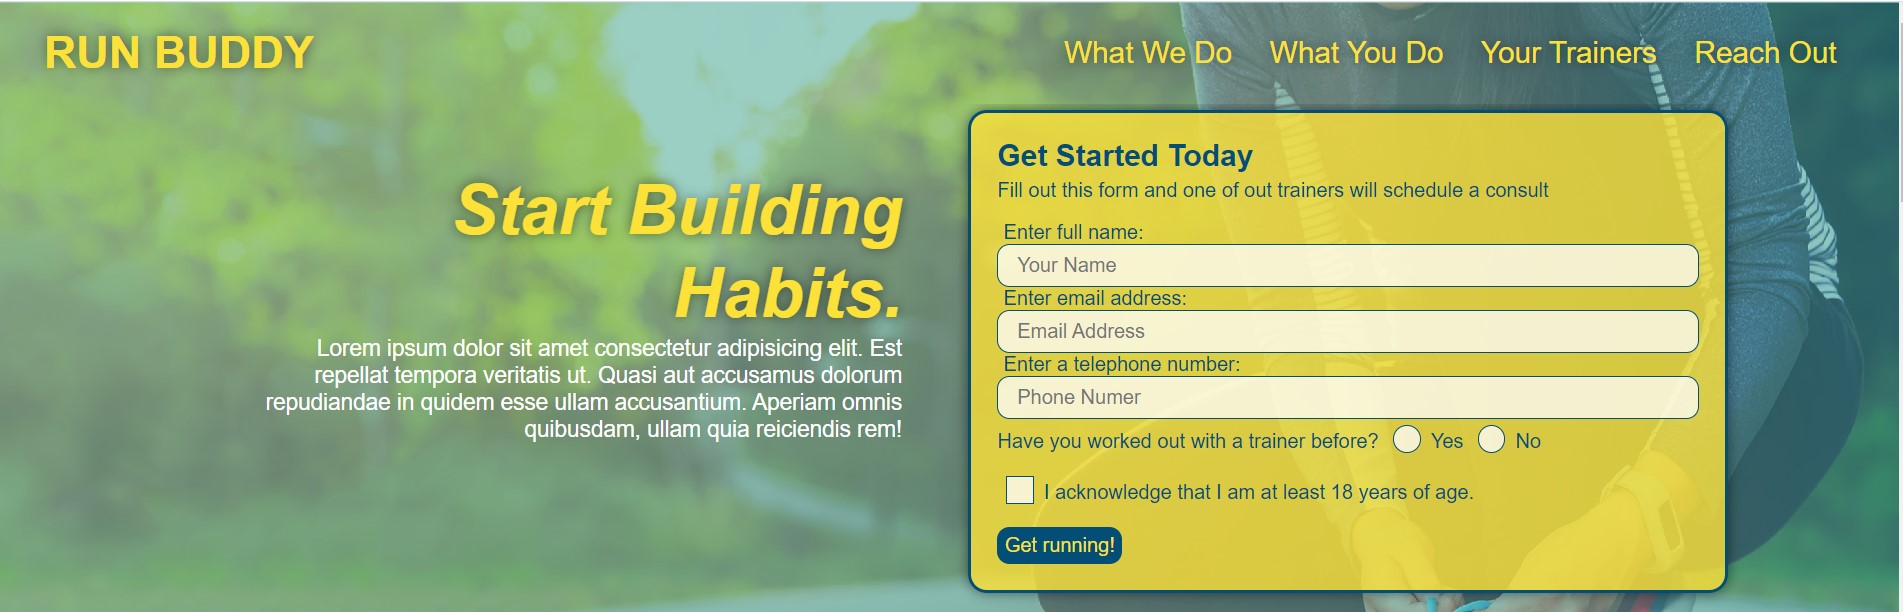 RUN BUDDY
What We Do What You Do Your Trainers Reach Out
Start Building
Habits.
Lorem ipsum dolor sit amet consectetur adipisicing elit. Est
repellat tempora veritatis ut. Quasi aut accusamus dolorum
repudiandae in quidem esse ullam accusantium. Aperiam omnis
quibusdam, ullam quia reiciendis rem!
Get Started Today
Fill out this form and one of out trainers will schedule a consult
Enter full name:
Your Name
Enter email address:
Email Address
Enter a telephone number:
Phone Numer
Have you worked out with a trainer before? Yes No
I acknowledge that I am at least 18 years of age.
Get running!